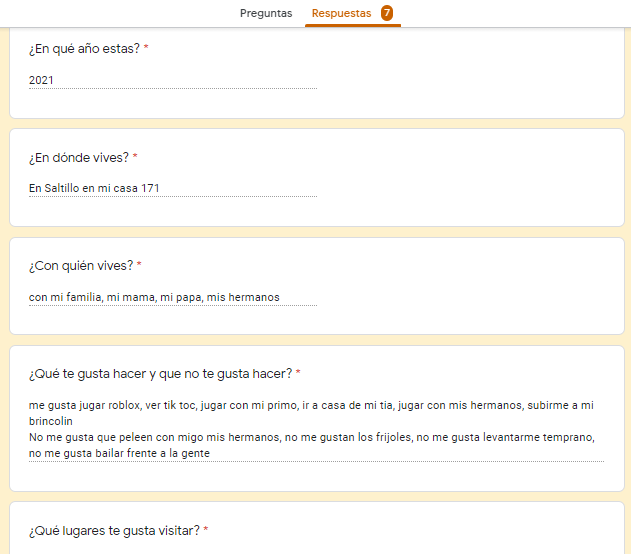 Preguntas Respuestas 7
¿En qué año estas? *
2021
¿En dónde vives? *
En Saltillo en mi casa 171
¿Con quién vives? *
con mi familia, mi mama, mi papa, mis hermanos
¿Qué te gusta hacer y que no te gusta hacer? *
me gusta jugar roblox, ver tik toc, jugar con mi primo, ir a casa de mi tia, jugar con mis hermanos, subirme a mi
brincolin
No me gusta que peleen con migo mis hermanos, no me gustan los frijoles, no me gusta levantarme temprano,
no me gusta bailar frente a la gente
¿Qué lugares te gusta visitar? *